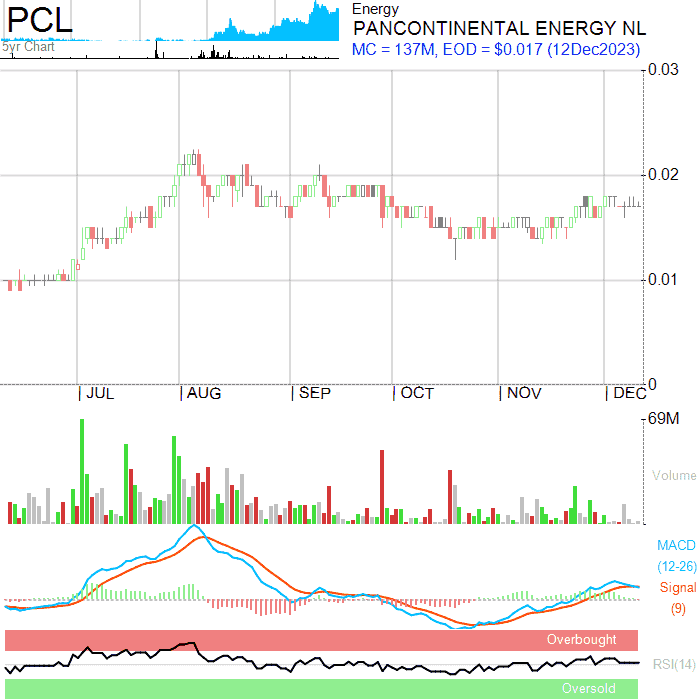 PCL
5yr Chart
Energy
PANCONTINENTAL ENERGY NL
MC = 137M, EOD = $0.017 (12Dec2023)
0.03
0.02
0.01
0
JUL
AUG
SEP
OCT
NOV
DEC
69M
Volume
MACD
(12-26)
Signal
(9)
Overbought
RSI(14)
Oversold